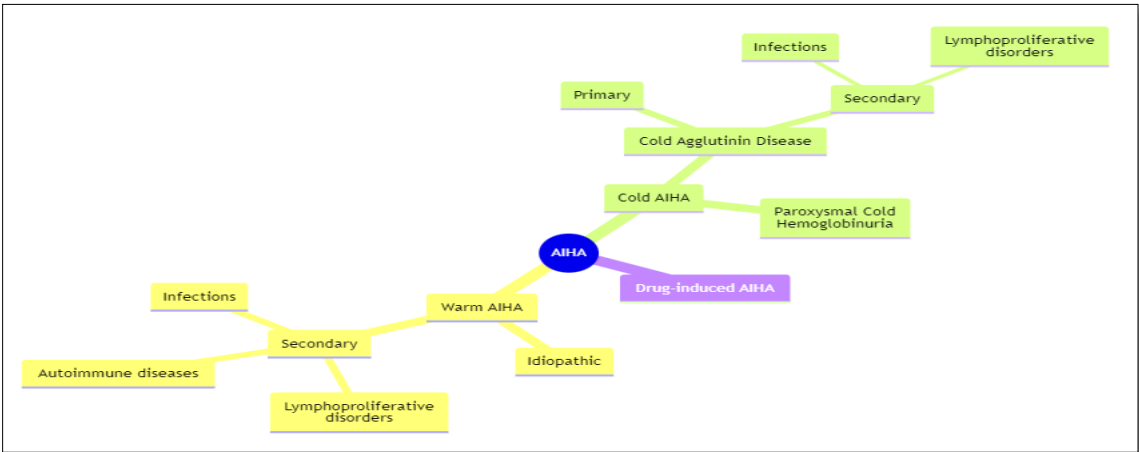 Infections
Lymphoproliferative
disorders
Primary
Secondary
Cold Agglutinin Disease
Cold AIHA
Paroxysmal Cold
Hemoglobinuria
AIHA
Drug-induced AIHA
Infections
Warm AIHA
Secondary
Idiopathic
Autoimmune diseases
Lymphoproliferative
disorders